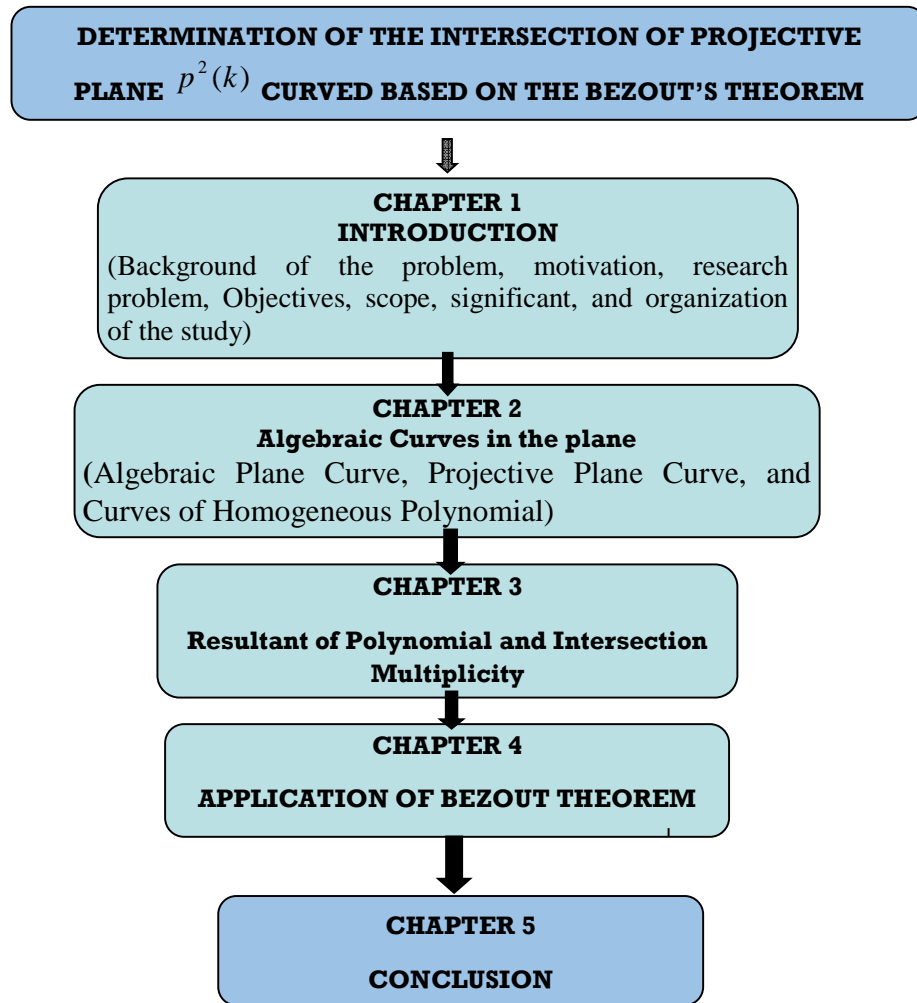 DETERMINATION OF THE INTERSECTION OF PROJECTIVE
PLANE p²(k) CURVED BASED ON THE BEZOUT'S THEOREM
CHAPTER 1
INTRODUCTION
(Background of the problem, motivation, research
problem, Objectives, scope, significant, and organization
of the study)
CHAPTER 2
Algebraic Curves in the plane
(Algebraic Plane Curve, Projective Plane Curve, and
Curves of Homogeneous Polynomial)
CHAPTER 3
Resultant of Polynomial and Intersection
Multiplicity
CHAPTER 4
APPLICATION OF BEZOUT THEOREM
CHAPTER 5
CONCLUSION